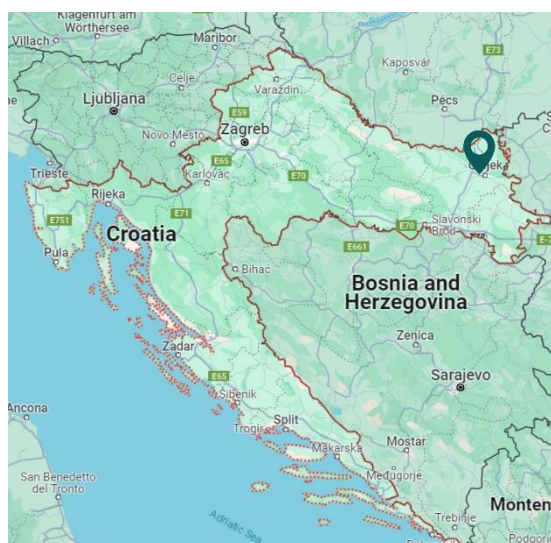 Klagenfurt am
Wörthersee
Villach
Maribor
E73
Kaposvár
Celje
Varaždin
Ljubljana
Pécs
E59
Novo Mesto
Zagreb
Trieste
E65
Karlovac
E70
Rijeka
E751
E71
E70
Slavonski
Brod
Pula
Croatia
E661
Bihac
Bosnia and
Herzegovina
Zenica
Zadar
Sarajevo
E65
Ancona
Šibenik
Trogir
Split
Makarska
Mostar
Međugorje
San Benedetto
del Tronto
Adriatic Sea
Trebinje